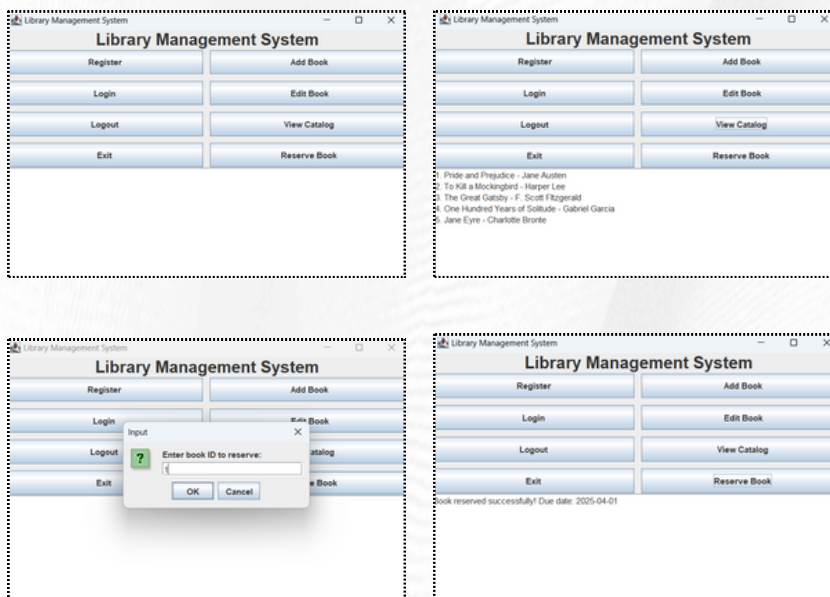 Library Management System
Library Management System
Register Add Book
Login Edit Book
Logout View Catalog
Exit Reserve Book
Library Management System
Library Management System
Register Add Book
Login Edit Book
Logout View Catalog
Exit Reserve Book
1. Pride and Prejudice - Jane Austen
2. To Kill a Mockingbird - Harper Lee
3. The Great Gatsby - F. Scott Fitzgerald
4. One Hundred Years of Solitude - Gabriel Garcia
5. Jane Eyre - Charlotte Bronte
Library Management System
Library Management System
Register Add Book
Login Edit Book
Logout atalog
Exit e Book
Input
?
Enter book ID to reserve:
OK Cancel
Library Management System
Library Management System
Register Add Book
Login Edit Book
Logout View Catalog
Exit Reserve Book
Book reserved successfully! Due date: 2025-04-01